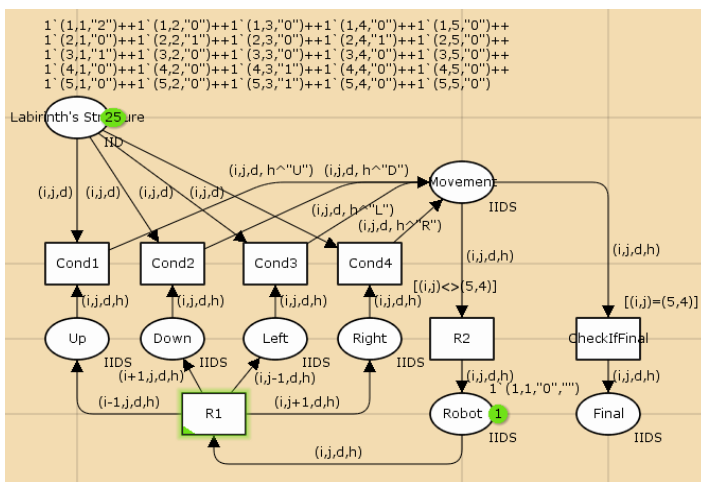 1`(1,1,"2")++1`(1,2,"0")++1`(1,3,"0")++1`(1,4,"0")++1`(1,5,"0")++
1`(2,1,"0")++1`(2,2,"1")++1`(2,3,"0")++1`(2,4,"1")++1`(2,5,"0")++
1`(3,1,"1")++1`(3,2,"0")++1`(3,3,"0")++1`(3,4,"0")++1`(3,5,"0")++
1`(4,1,"0")++1`(4,2,"0")++1`(4,3,"1")++1`(4,4,"0")++1`(4,5,"0")++
1`(5,1,"0")++1`(5,2,"0")++1`(5,3,"1")++1`(5,4,"0")++1`(5,5,"0")
25
IID
(i,j,d, h^"U")
(i,j,d, h^"D")
Movement
(i,j,d)
(i,j,d)
(i,j,d)
(i,j,d)
(i,j,d, h^"L")
IIDS
(i,j,d, h^"R")
(i,j,d,h)
(i,j,d,h)
Cond1
Cond2
Cond3
Cond4
[(i,j)<>(5,4)]
(i,j,d,h)
(i,j,d,h)
(i,j,d,h)
(i,j,d,h)
[(i,j)=(5,4)]
Up
Down
Left
Right
R2
CheckIfFinal
IIDS
IIDS
IIDS
IIDS
(i+1,j,d,h)
(i,j-1,d,h)
(i,j,d,h)
(i,j,d,h)
1`(1,1,"0","")
(i-1,j,d,h)
R1
(i,j+1,d,h)
Robot
1
Final
IIDS
IIDS
(i,j,d,h)